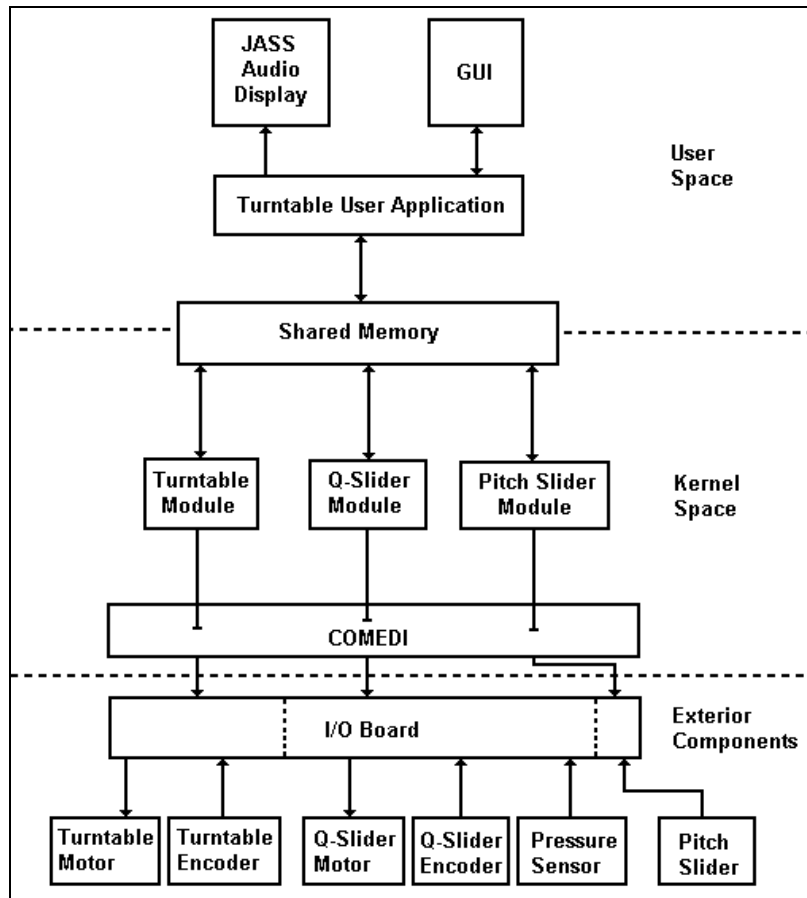 JASS
Audio
Display
GUI
User
Space
Turntable User Application
Shared Memory
Turntable
Module
Q-Slider
Module
Pitch Slider
Module
Kernel
Space
COMEDI
I/O Board
Exterior
Components
Turntable
Motor
Turntable
Encoder
Q-Slider
Motor
Q-Slider
Encoder
Pressure
Sensor
Pitch
Slider